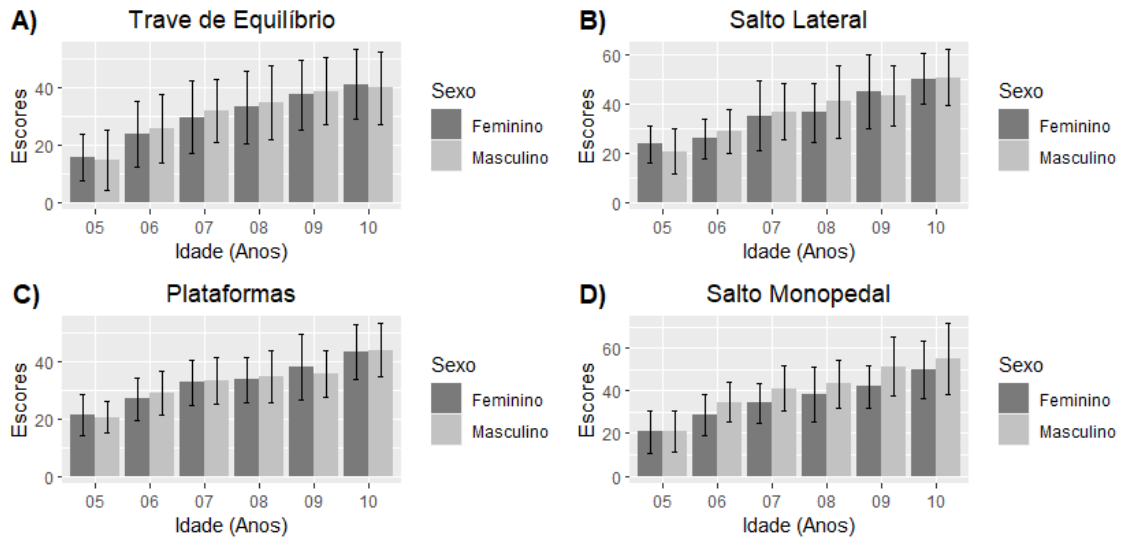 A) Trave de Equilíbrio
Escores
40
20
0
05 06 07 08 09 10
Idade (Anos)
Sexo
Feminino
Masculino
B) Salto Lateral
Escores
60
40
20
0
05 06 07 08 09 10
Idade (Anos)
Sexo
Feminino
Masculino
C) Plataformas
Escores
40
20
0
05 06 07 08 09 10
Idade (Anos)
Sexo
Feminino
Masculino
D) Salto Monopedal
Escores
60
40
20
0
05 06 07 08 09 10
Idade (Anos)
Sexo
Feminino
Masculino